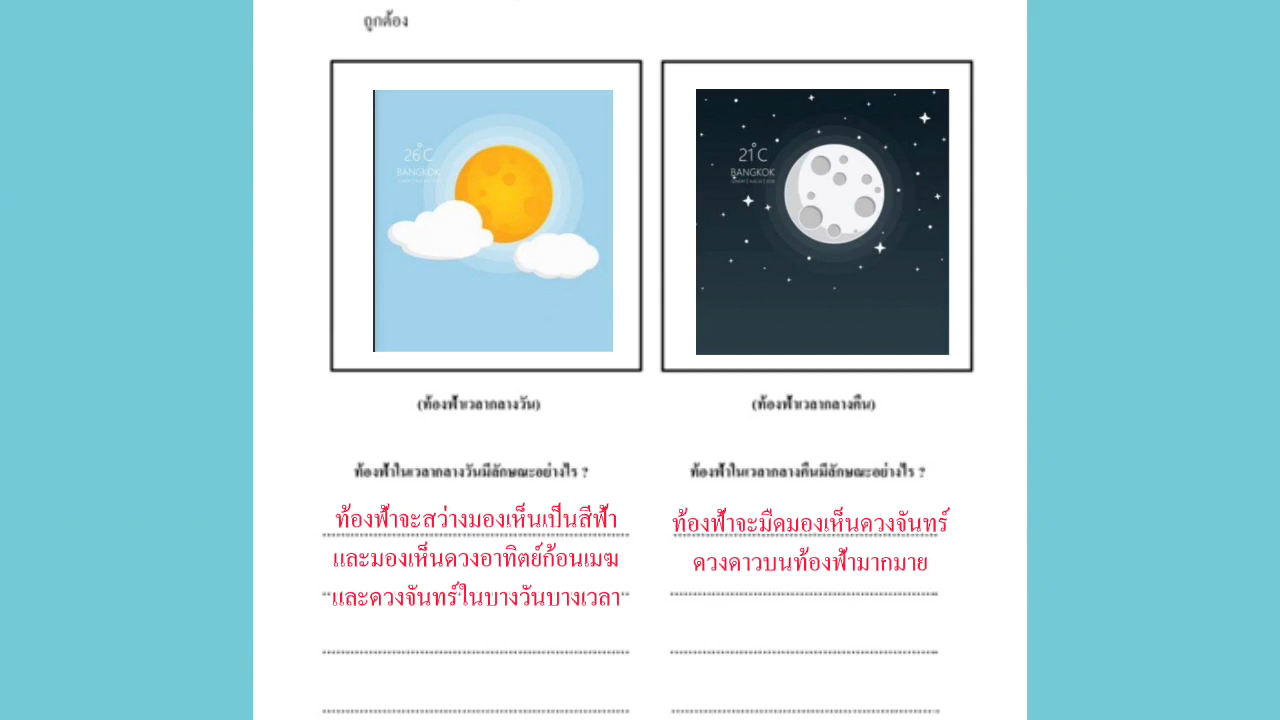 ถูกต้อง
26°C
BANGKOK
21°C
BANGKOK
(ท้องฟ้าเวลากลางวัน)
(ท้องฟ้าเวลากลางคืน)
ท้องฟ้าในเวลากลางวันมีลักษณะอย่างไร ?
ท้องฟ้าในเวลากลางคืนมีลักษณะอย่างไร ?
ท้องฟ้าจะสว่างมองเห็นเป็นสีฟ้า
และมองเห็นดวงอาทิตย์ก้อนเมฆ
และดวงจันทร์ในบางวันบางเวลา
ท้องฟ้าจะมืดมองเห็นดวงจันทร์
ดวงดาวบนท้องฟ้ามากมาย